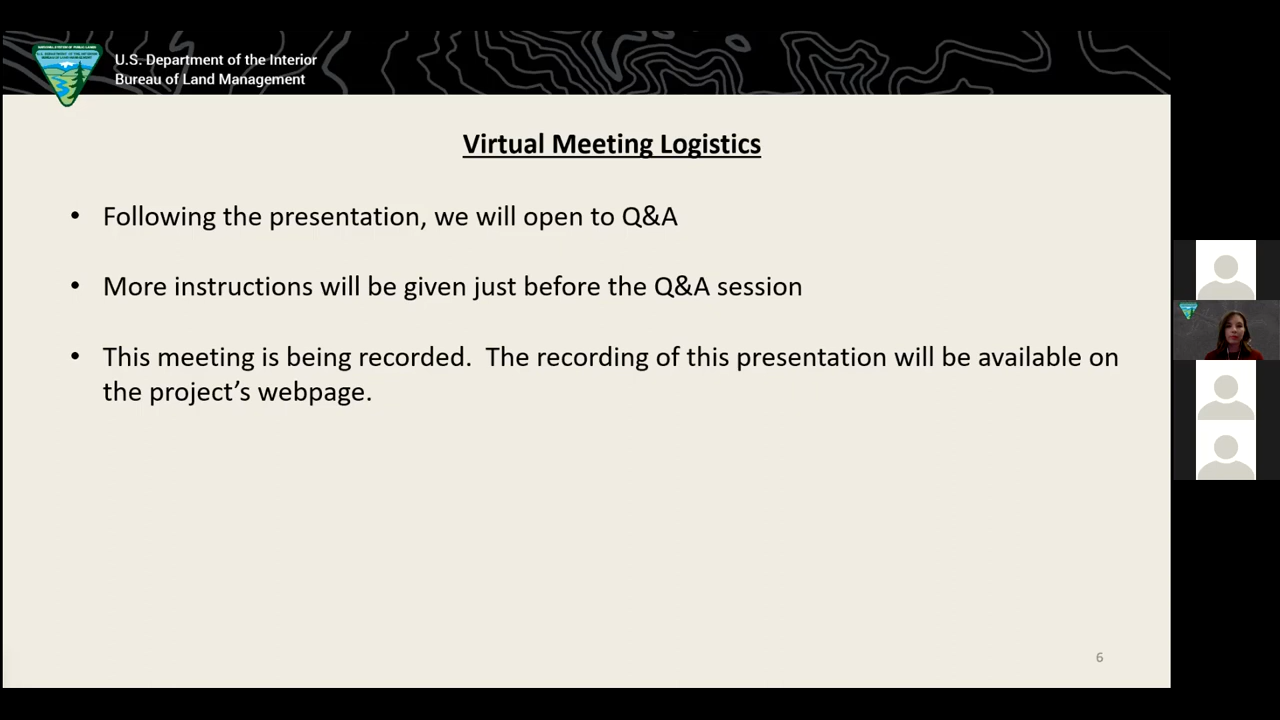 U.S. Department of the Interior
Bureau of Land Management
Virtual Meeting Logistics
• Following the presentation, we will open to Q&A
• More instructions will be given just before the Q&A session
• This meeting is being recorded.  The recording of this presentation will be available on
the project’s webpage.
6